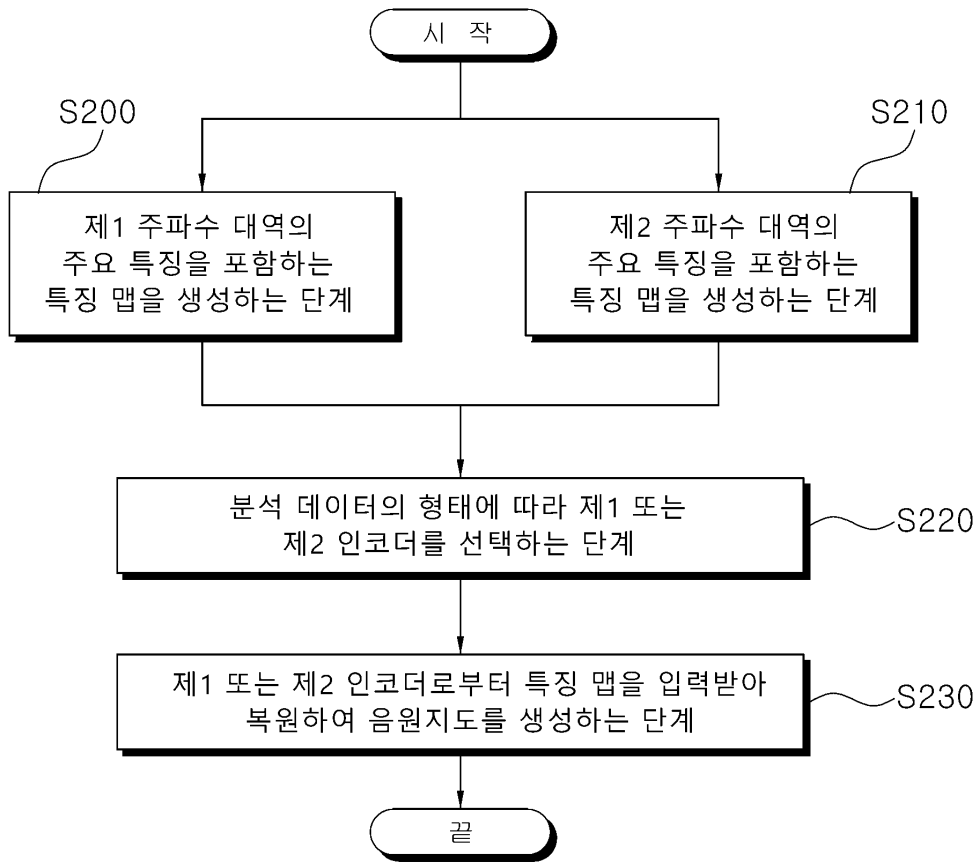 시 작
S200
S210
제1 주파수 대역의
주요 특징을 포함하는
특징 맵을 생성하는 단계
제2 주파수 대역의
주요 특징을 포함하는
특징 맵을 생성하는 단계
분석 데이터의 형태에 따라 제1 또는
제2 인코더를 선택하는 단계
S220
제1 또는 제2 인코더로부터 특징 맵을 입력받아
복원하여 음원지도를 생성하는 단계
S230
끝